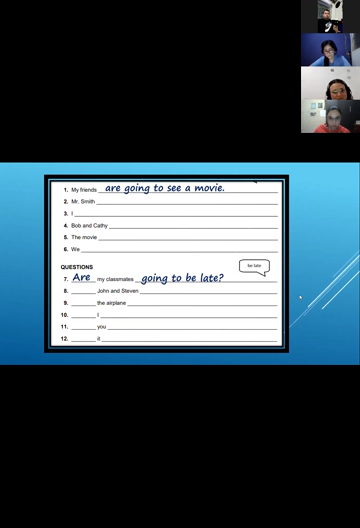 1. My friends are going to see a movie.
2. Mr. Smith
3. I
4. Bob and Cathy
5. The movie
6. We
QUESTIONS
be late
7. Are my classmates going to be late?
8. John and Steven
9. the airplane
10. I
11. you
12. it